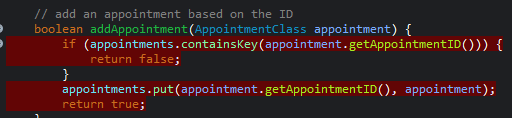 // add an appointment based on the ID
boolean addAppointment(AppointmentClass appointment) {
if (appointments.containsKey(appointment.getAppointmentID())) {
return false;
}
appointments.put(appointment.getAppointmentID(), appointment);
return true;
}